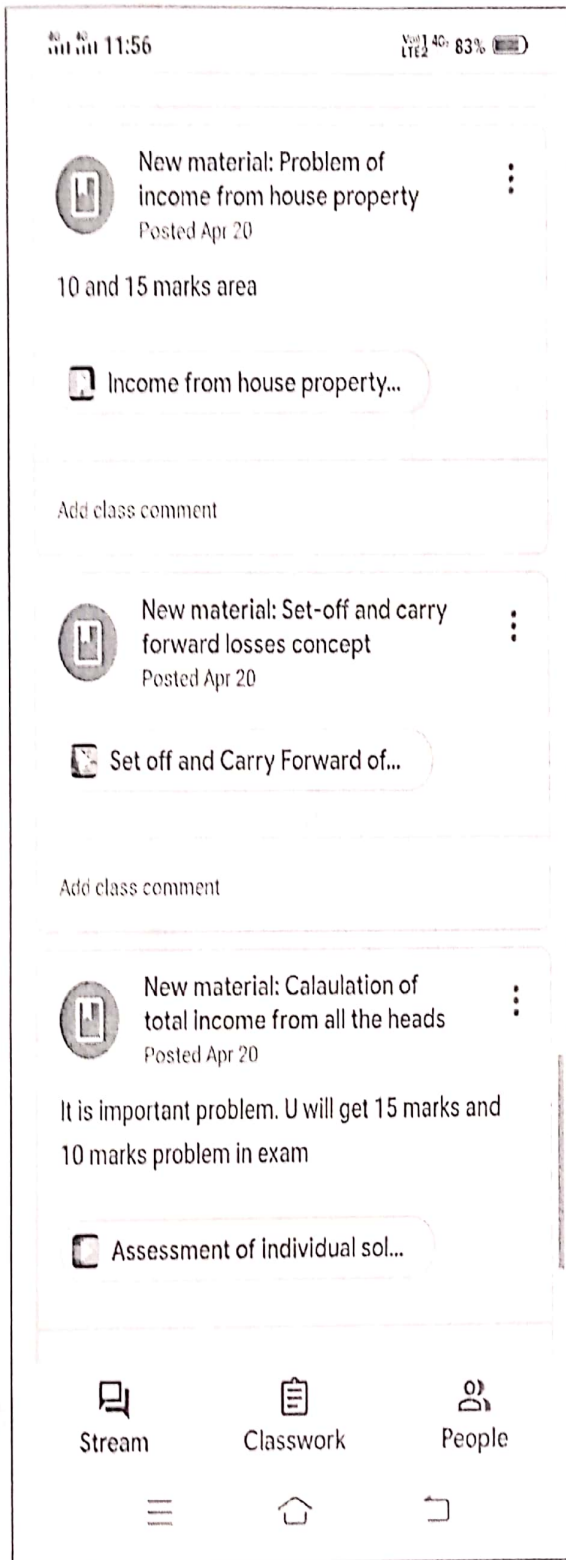 11:56
83%
New material: Problem of
income from house property
Posted Apr 20
10 and 15 marks area
Income from house property...
Add class comment
New material: Set-off and carry
forward losses concept
Posted Apr 20
Set off and Carry Forward of...
Add class comment
New material: Calaulation of
total income from all the heads
Posted Apr 20
It is important problem. U will get 15 marks and
10 marks problem in exam
Assessment of individual sol...
Stream Classwork People